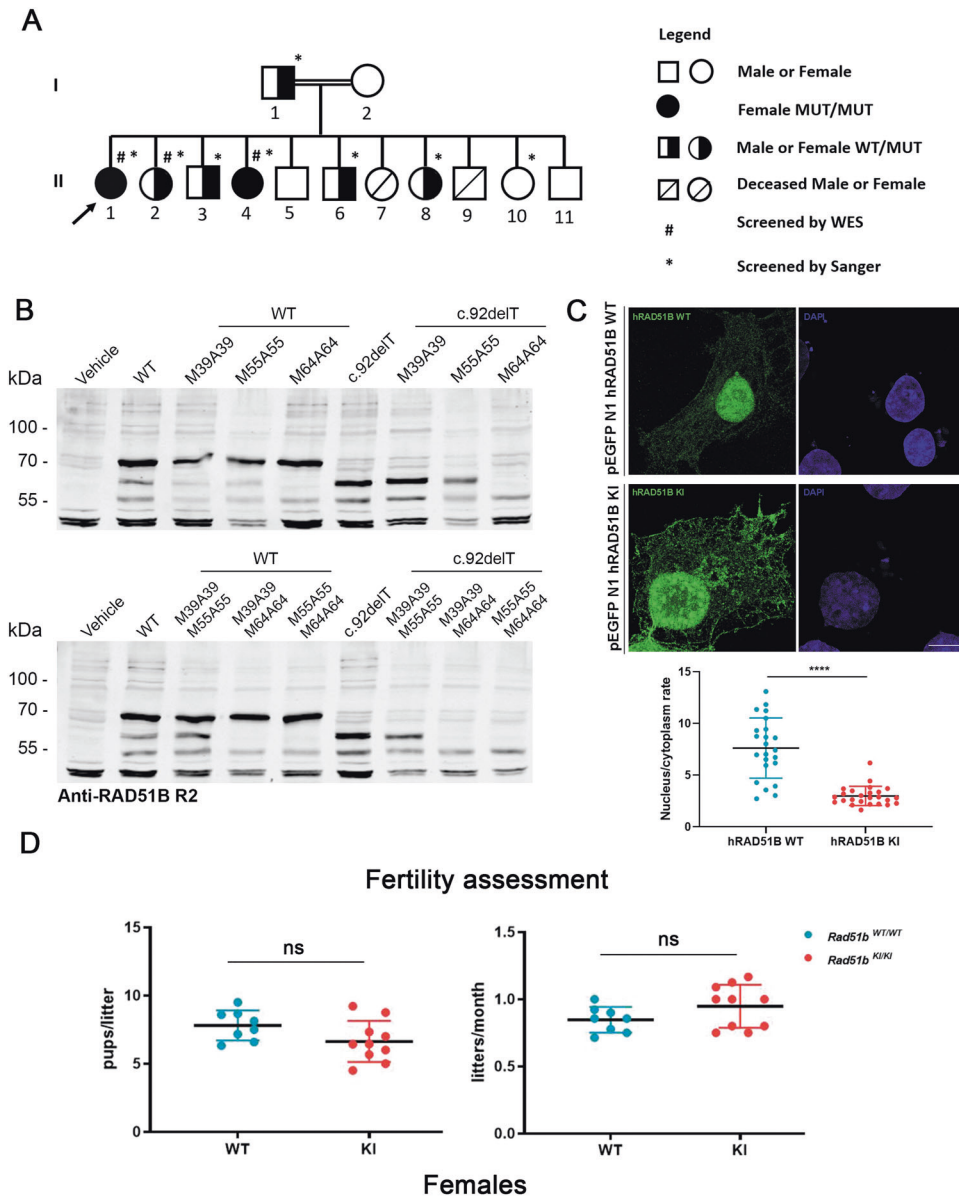 A
I
*
1
2
II
# *
# *
*
# *
*
*
*
1 2 3 4 5 6 7 8 9 10 11
Legend
Male or Female
Female MUT/MUT
Male or Female WT/MUT
Deceased Male or Female
# Screened by WES
* Screened by Sanger
B
WT
c.92delT
kDa
Vehicle
WT
M39A39
M55A55
M64A64
c.92delT
M39A39
M55A55
M64A64
100 -
70 -
55 -
WT
c.92delT
kDa
Vehicle
WT
M39A39
M55A55
M39A39
M64A64
M55A55
M64A64
c.92delT
M39A39
M55A55
M39A39
M64A64
M55A55
M64A64
100 -
70 -
55 -
Anti-RAD51B R2
C
pEGFP N1 hRAD51B WT
hRAD51B WT
DAPI
pEGFP N1 hRAD51B KI
hRAD51B KI
DAPI
Nucleus/cytoplasm rate
15
10
5
0
****
hRAD51B WT
hRAD51B KI
D
Fertility assessment
pups/litter
15
10
5
0
ns
WT
KI
litters/month
1.5
1.0
0.5
0.0
ns
WT
KI
Rad51b WT/WT
Rad51b KI/KI
Females